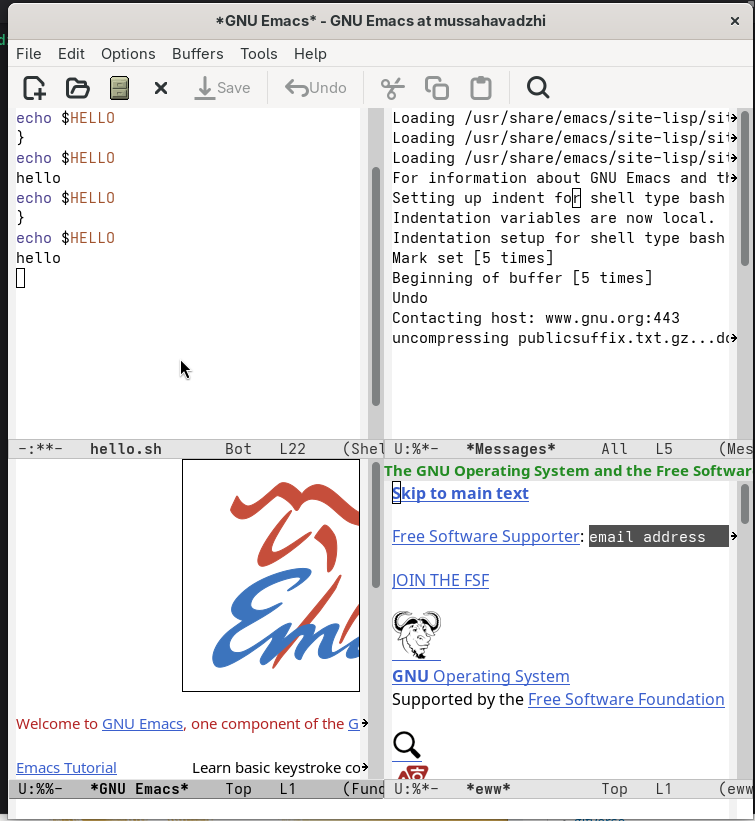 *GNU Emacs* - GNU Emacs at mussahavadzhi
File Edit Options Buffers Tools Help
Save Undo
echo $HELLO
}
echo $HELLO
hello
echo $HELLO
}
echo $HELLO
hello
-:**- hello.sh Bot L22 (Shel
Loading /usr/share/emacs/site-lisp/sit
Loading /usr/share/emacs/site-lisp/sit
Loading /usr/share/emacs/site-lisp/sit
For information about GNU Emacs and th
Setting up indent for shell type bash
Indentation variables are now local.
Indentation setup for shell type bash
Mark set [5 times]
Beginning of buffer [5 times]
Undo
Contacting host: www.gnu.org:443
uncompressing publicsuffix.txt.gz...do
U:%*- *Messages* All L5 (Mes
Emacs
Welcome to GNU Emacs, one component of the G
Emacs Tutorial Learn basic keystroke co
U:%%- *GNU Emacs* Top L1 (Fund
The GNU Operating System and the Free Softwar
Skip to main text
Free Software Supporter: email address
JOIN THE FSF
GNU Operating System
Supported by the Free Software Foundation
U:%*- *eww* Top L1 (eww